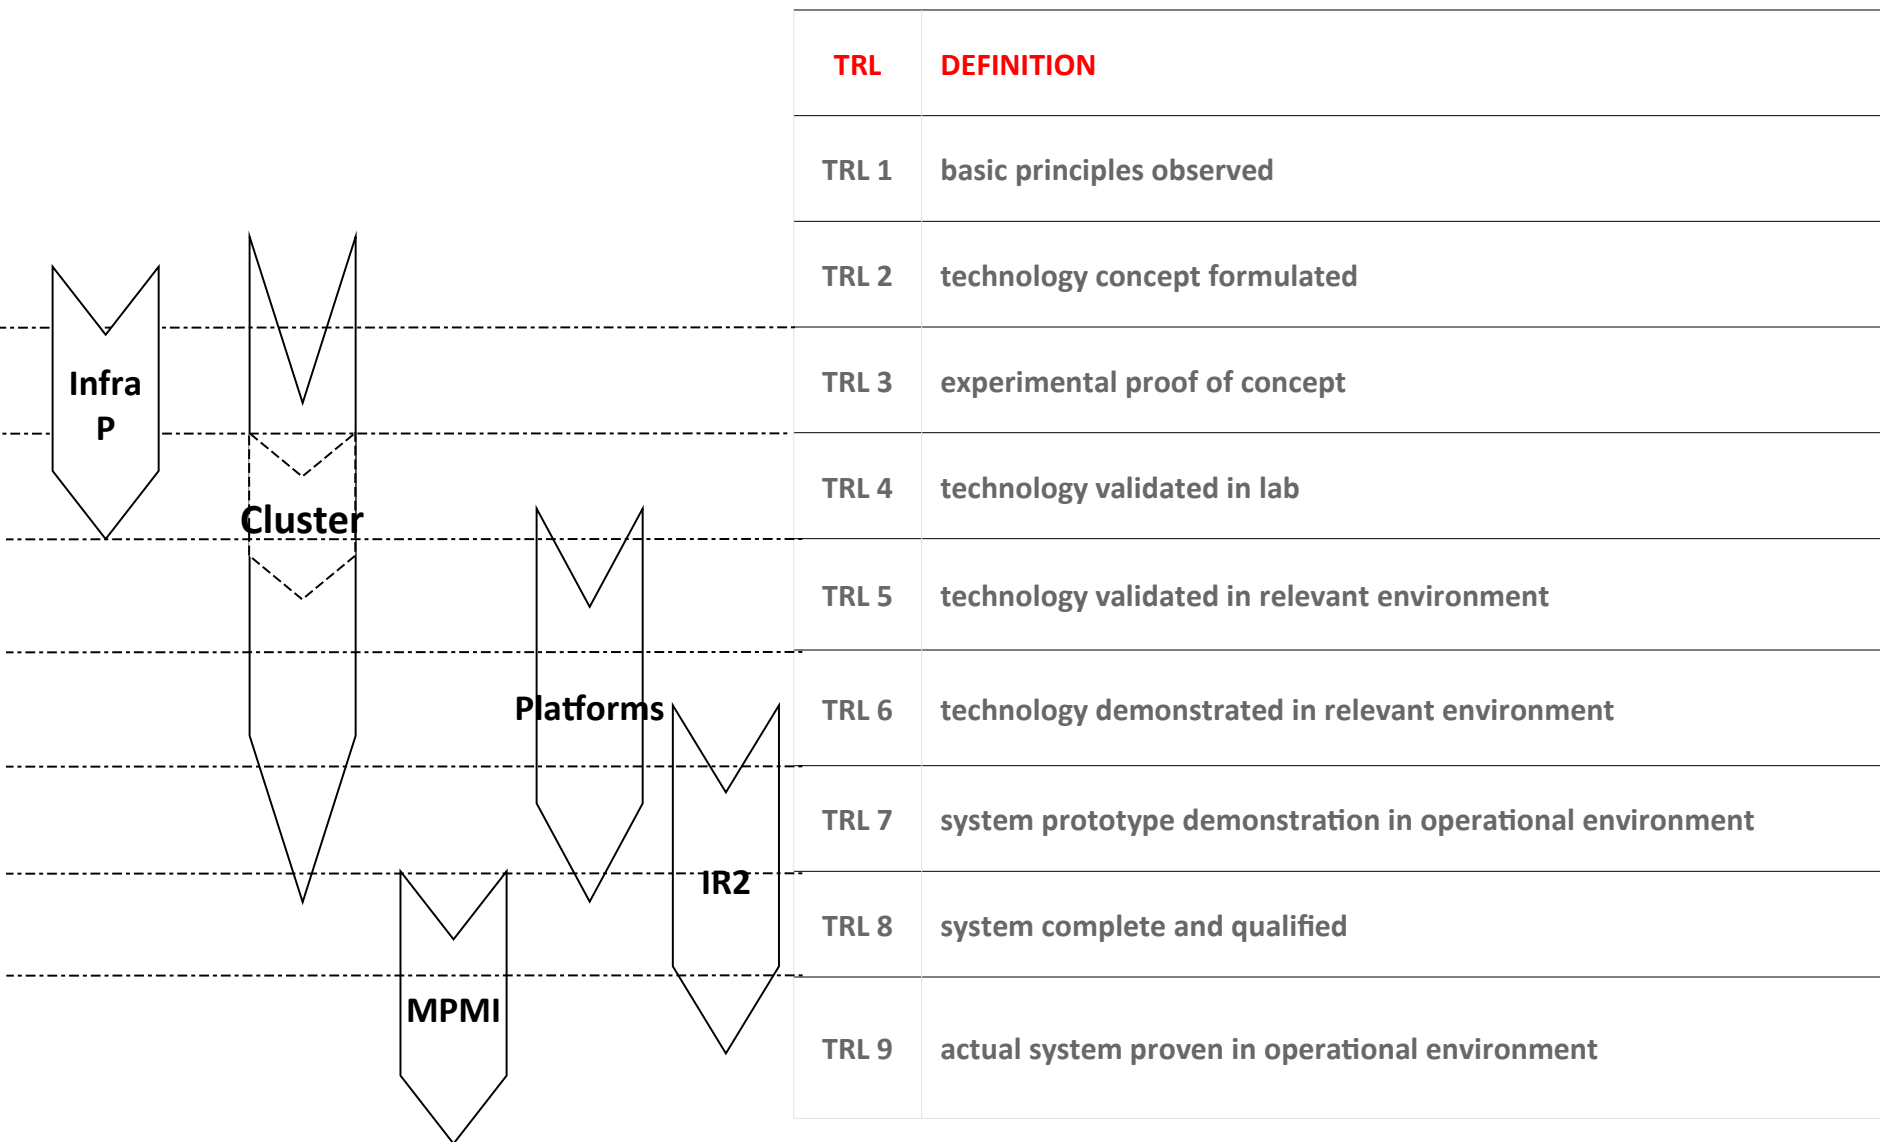 TRL DEFINITION
TRL 1 basic principles observed
TRL 2 technology concept formulated
TRL 3 experimental proof of concept
TRL 4 technology validated in lab
TRL 5 technology validated in relevant environment
TRL 6 technology demonstrated in relevant environment
TRL 7 system prototype demonstration in operational environment
TRL 8 system complete and qualified
TRL 9 actual system proven in operational environment
Infra
P
Cluster
Platforms
IR2
MPMI